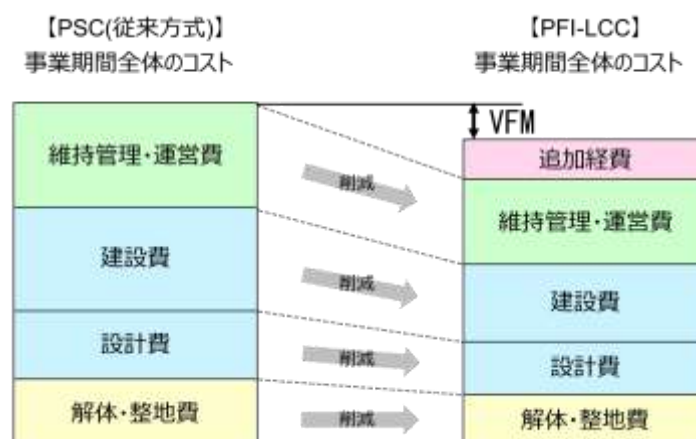 【PSC(従来方式)】
事業期間全体のコスト
【PFI-LCC】
事業期間全体のコスト
VFM
維持管理・運営費
建設費
設計費
解体・整地費
削減
削減
削減
削減
追加経費
維持管理・運営費
建設費
設計費
解体・整地費